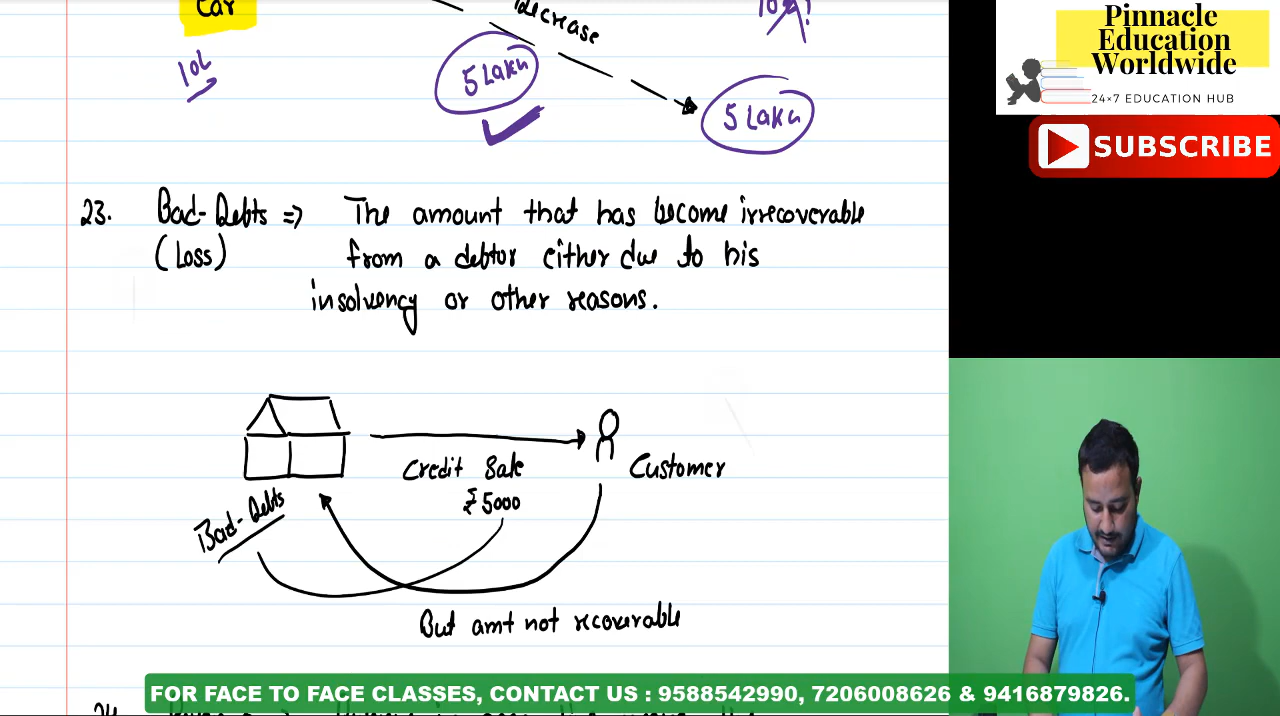 Car
Decrease
10L
5 Lakh
5 Lakh
Pinnacle
Education
Worldwide
24×7 EDUCATION HUB
SUBSCRIBE
23. Bad-Debts => The amount that has become irrecoverable
(Loss) from a debtor either due to his
insolvency or other reasons.
Credit Sale
₹5000
Customer
Bad-Debts
But amt not recoverable
FOR FACE TO FACE CLASSES, CONTACT US : 9588542990, 7206008626 & 9416879826.